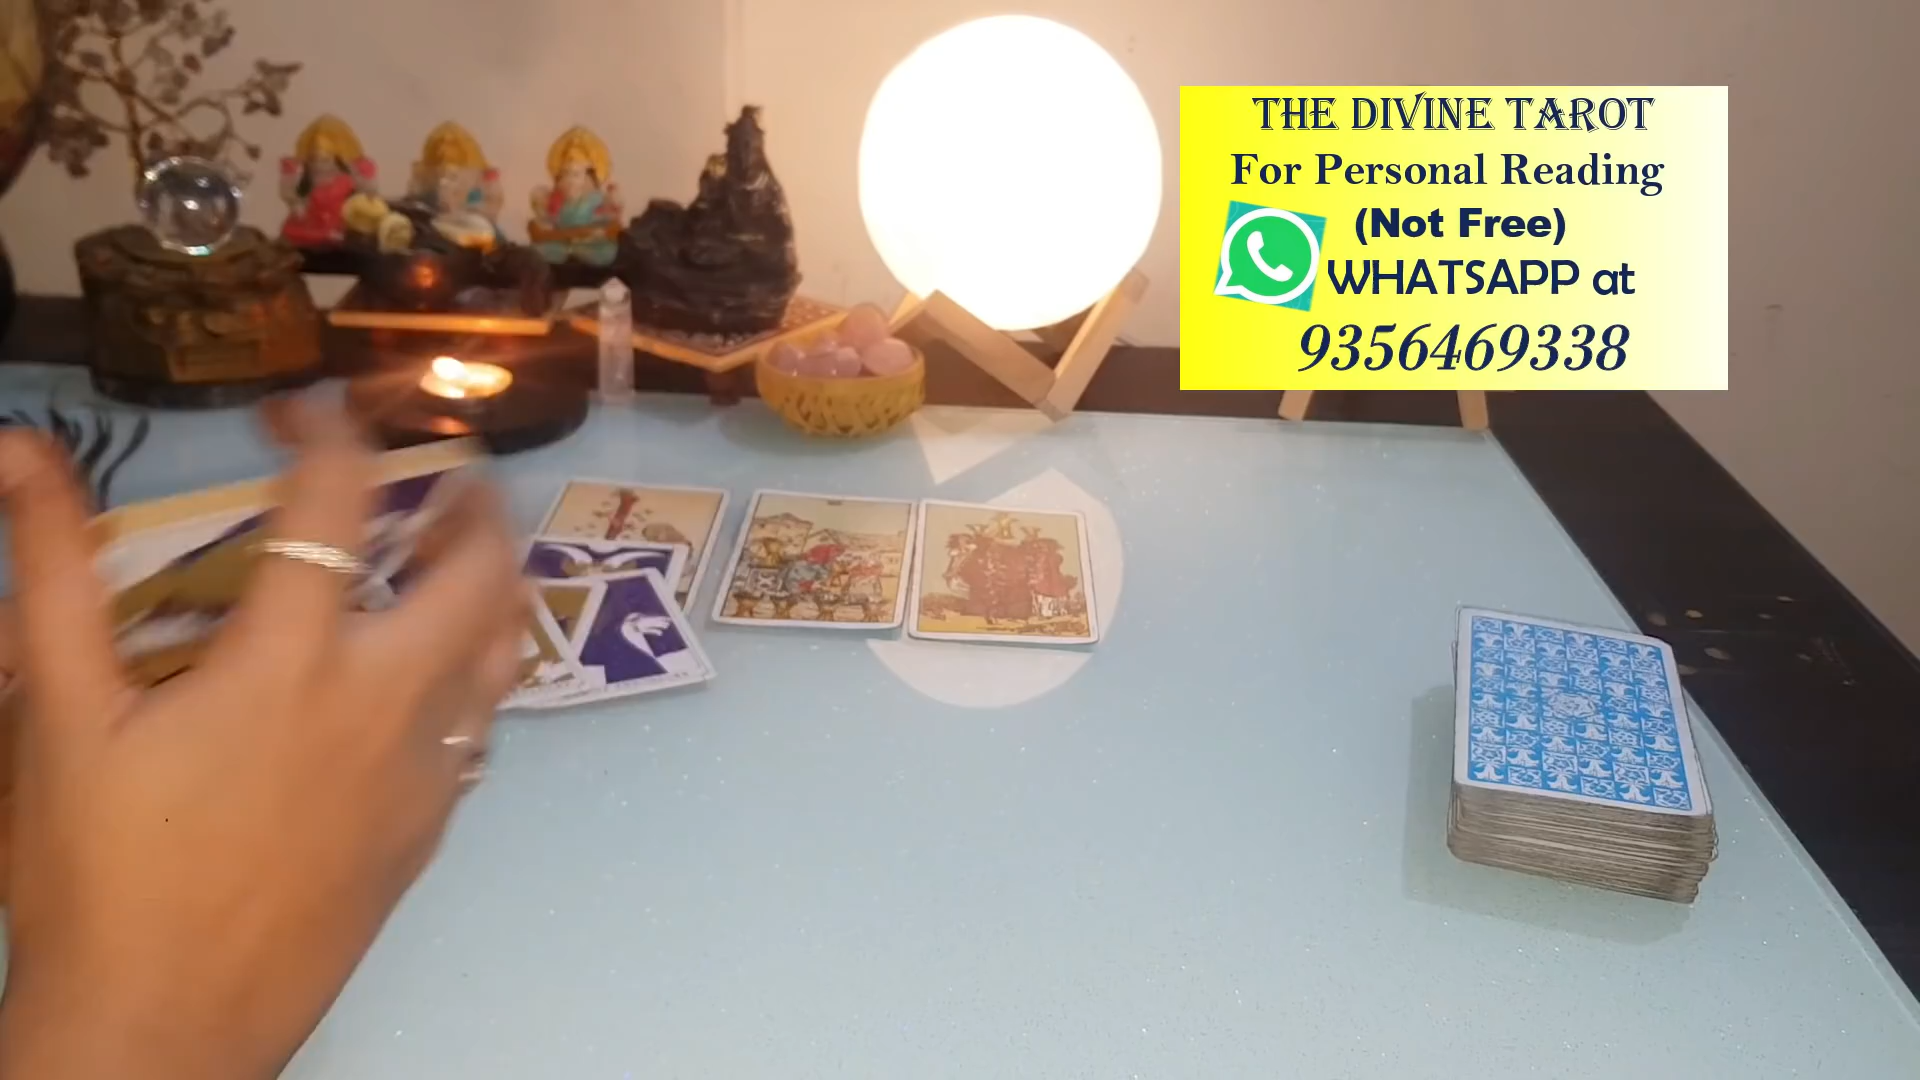 THE DIVINE TAROT
For Personal Reading
(Not Free)
WHATSAPP at
9356469338